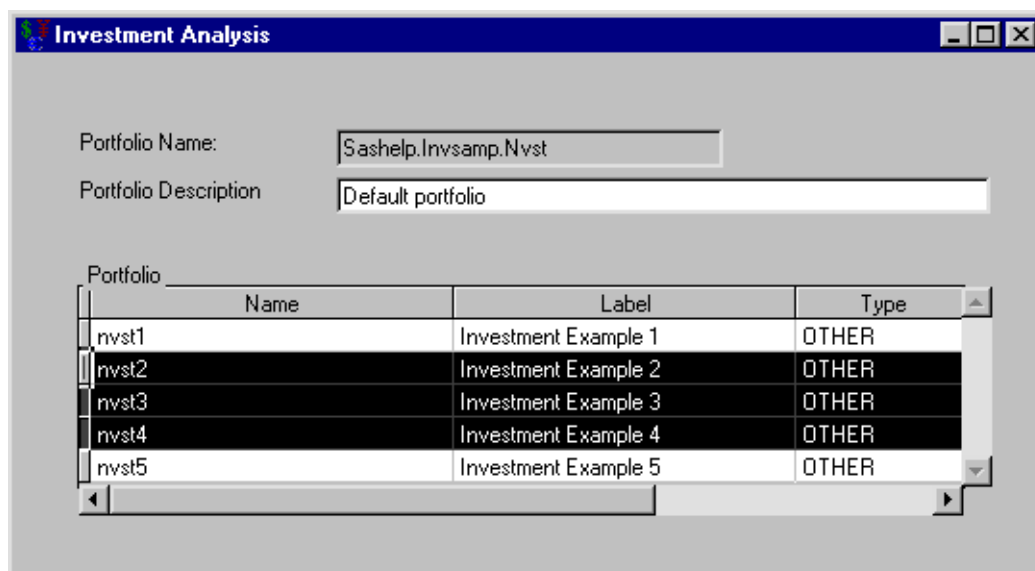 Investment Analysis
Portfolio Name: Sashelp.Invsamp.Nvst
Portfolio Description Default portfolio
Portfolio
Name Label Type
nvst1 Investment Example 1 OTHER
nvst2 Investment Example 2 OTHER
nvst3 Investment Example 3 OTHER
nvst4 Investment Example 4 OTHER
nvst5 Investment Example 5 OTHER